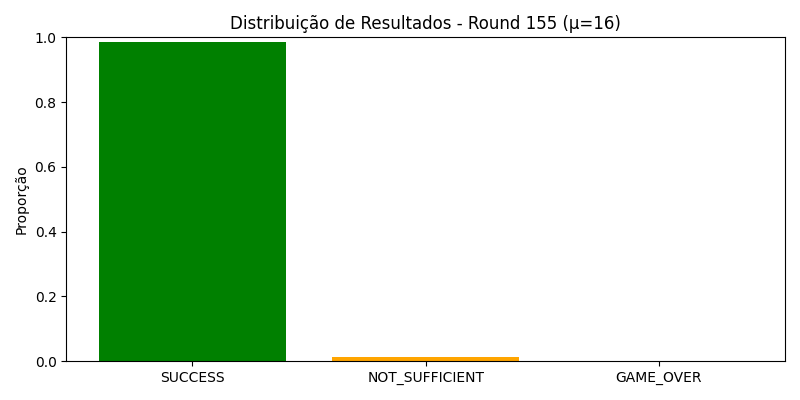 Distribuição de Resultados - Round 155 (μ=16)
Proporção
1.0
0.8
0.6
0.4
0.2
0.0
SUCCESS
NOT_SUFFICIENT
GAME_OVER